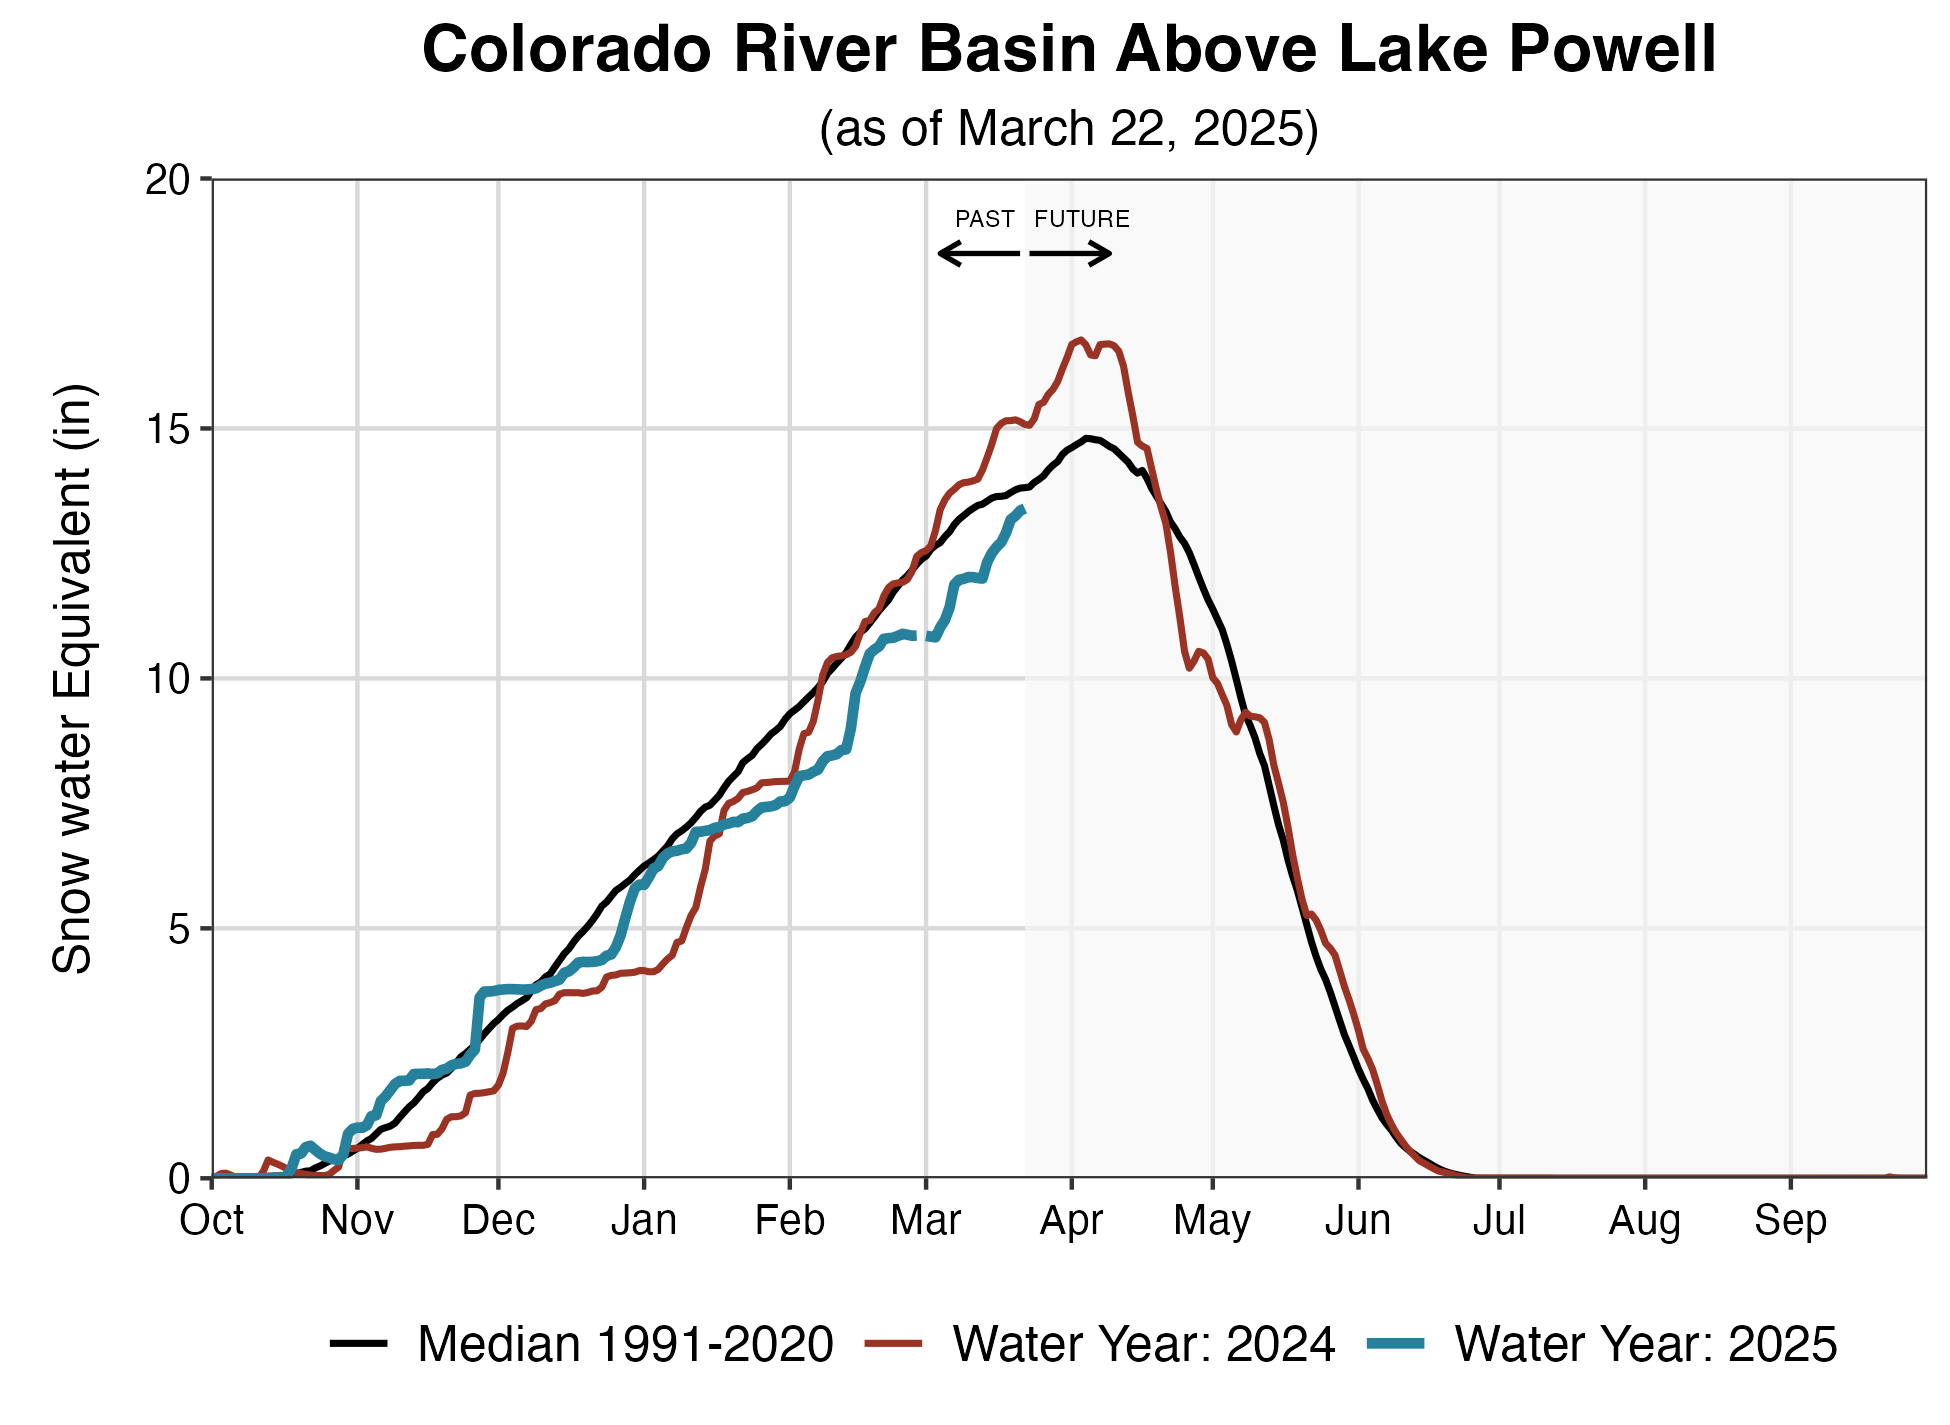 Colorado River Basin Above Lake Powell
(as of March 22, 2025)
Snow water Equivalent (in)
20
15
10
5
0
PAST FUTURE
Oct Nov Dec Jan Feb Mar Apr May Jun Jul Aug Sep
Median 1991-2020 Water Year: 2024 Water Year: 2025